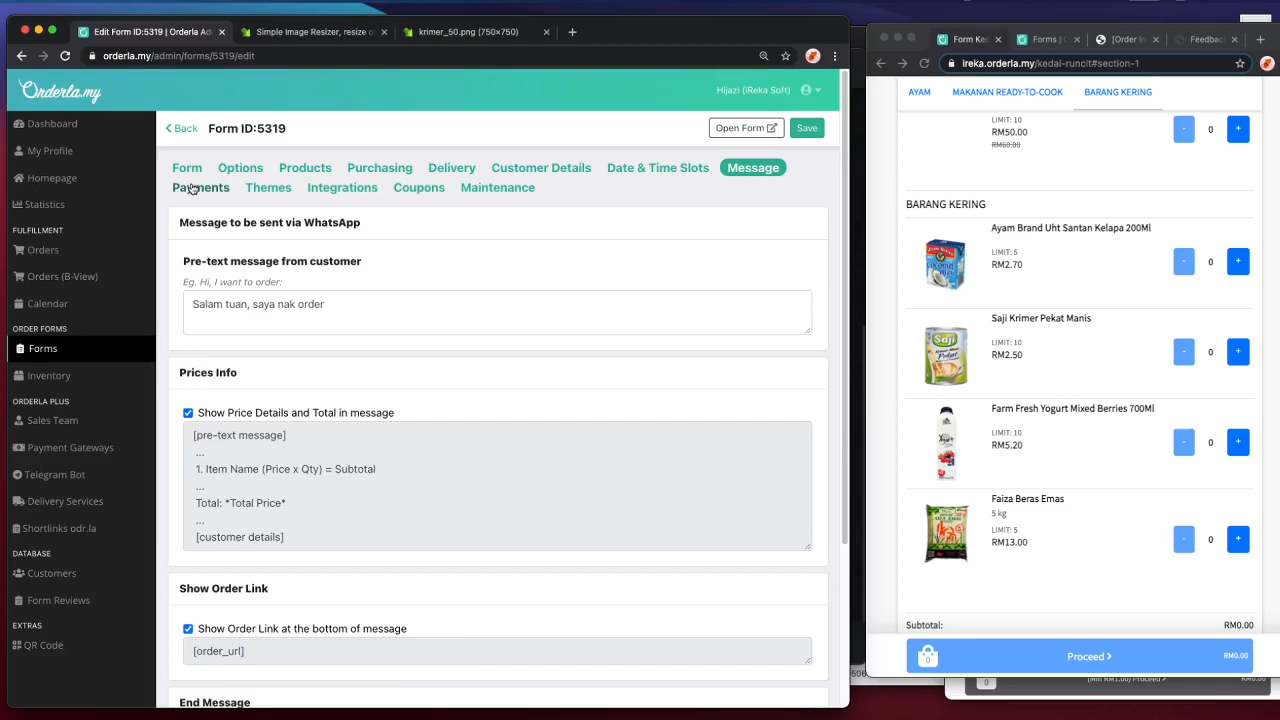 Edit Form ID:5319 | Orderla Ad
Simple Image Resizer, resize o
krimer_50.png (750×750)
orderla.my/admin/forms/5319/edit
Orderla.my
Hijazi (iReka Soft)
Dashboard
My Profile
Homepage
Statistics
FULFILLMENT
Orders
Orders (B-View)
Calendar
ORDER FORMS
Forms
Inventory
ORDERLA PLUS
Sales Team
Payment Gateways
Telegram Bot
Delivery Services
Shortlinks odr.la
DATABASE
Customers
Form Reviews
EXTRAS
QR Code
Back
Form ID:5319
Open Form
Save
Form
Options
Products
Purchasing
Delivery
Customer Details
Date & Time Slots
Message
Payments
Themes
Integrations
Coupons
Maintenance
Message to be sent via WhatsApp
Pre-text message from customer
Eg. Hi, I want to order:
Salam tuan, saya nak order
Prices Info
Show Price Details and Total in message
[pre-text message]
...
1. Item Name (Price x Qty) = Subtotal
...
Total: *Total Price*
...
[customer details]
Show Order Link
Show Order Link at the bottom of message
[order_url]
End Message
Form Ke
Forms | C
[Order In
Feedback
ireka.orderla.my/kedai-runcit#section-1
AYAM
MAKANAN READY-TO-COOK
BARANG KERING
LIMIT: 10
RM50.00
RM60.00
- 0 +
BARANG KERING
Ayam Brand Uht Santan Kelapa 200Ml
LIMIT: 5
RM2.70
- 0 +
Saji Krimer Pekat Manis
LIMIT: 10
RM2.50
- 0 +
Farm Fresh Yogurt Mixed Berries 700Ml
LIMIT: 10
RM5.20
- 0 +
Faiza Beras Emas
5 kg
LIMIT: 5
RM13.00
- 0 +
Subtotal:
RM0.00
0
Proceed
RM0.00
0
(Min RM1.00) Proceed >